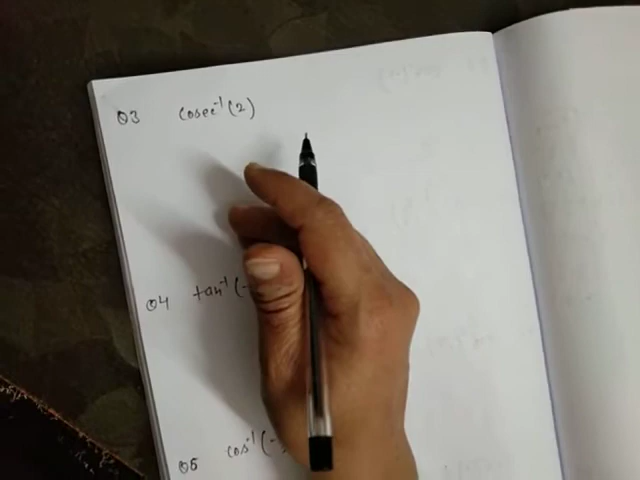 Q3 cosec⁻¹(2)
Q4 tan⁻¹(-
Q5 cos⁻¹(-